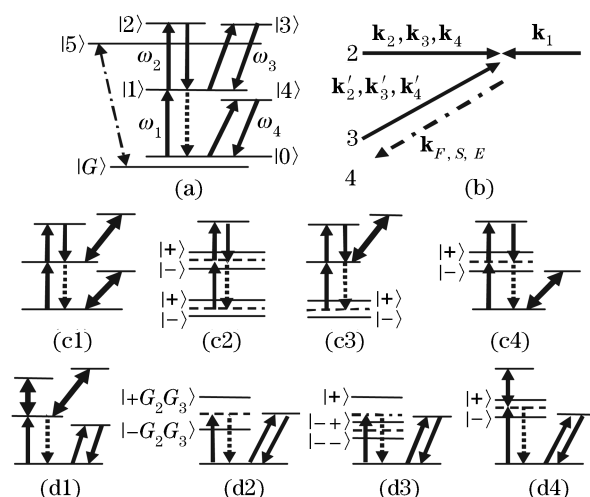 |2⟩ |3⟩
|5⟩ ω₂ ω₃
|1⟩ |4⟩
ω₁ ω₄
|0⟩
|G⟩
(a)
k₂,k₃,k₄ k₁
2
k′₂,k′₃,k′₄
3
k_{F, S, E}
4
(b)
|+⟩
|−⟩
|+⟩
|−⟩
|+⟩
|−⟩
|+⟩
|−⟩
(c1) (c2) (c3) (c4)
|+G₂G₃⟩
|−G₂G₃⟩
|+⟩
|−+⟩
|−−⟩
|+⟩
|−⟩
(d1) (d2) (d3) (d4)